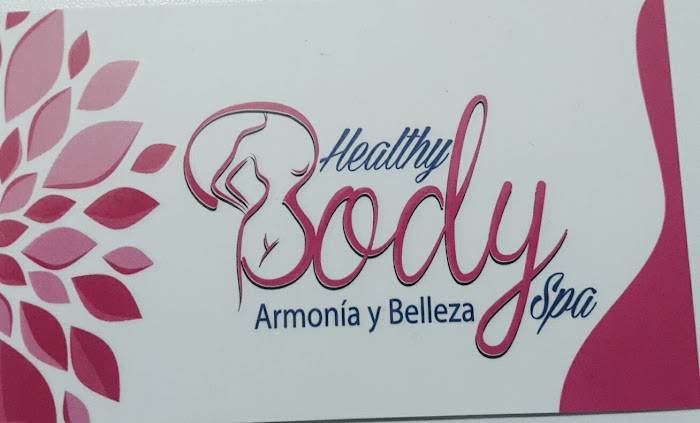 Healthy
Body
Spa
Armonía y Belleza